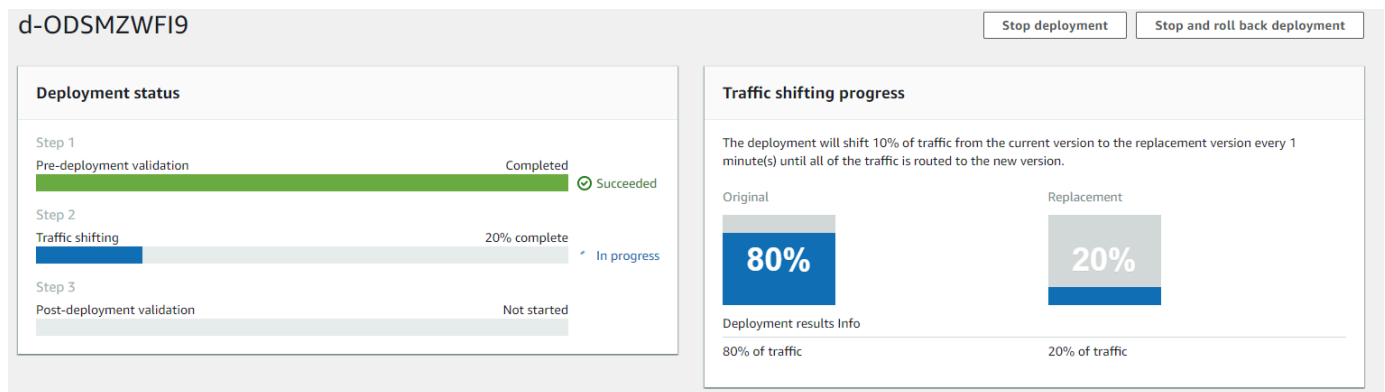 d-ODSMZWFI9
Stop deployment
Stop and roll back deployment
Deployment status
Step 1
Pre-deployment validation
Completed
Succeeded
Step 2
Traffic shifting
20% complete
In progress
Step 3
Post-deployment validation
Not started
Traffic shifting progress
The deployment will shift 10% of traffic from the current version to the replacement version every 1
minute(s) until all of the traffic is routed to the new version.
Original
Replacement
80%
20%
Deployment results Info
80% of traffic
20% of traffic